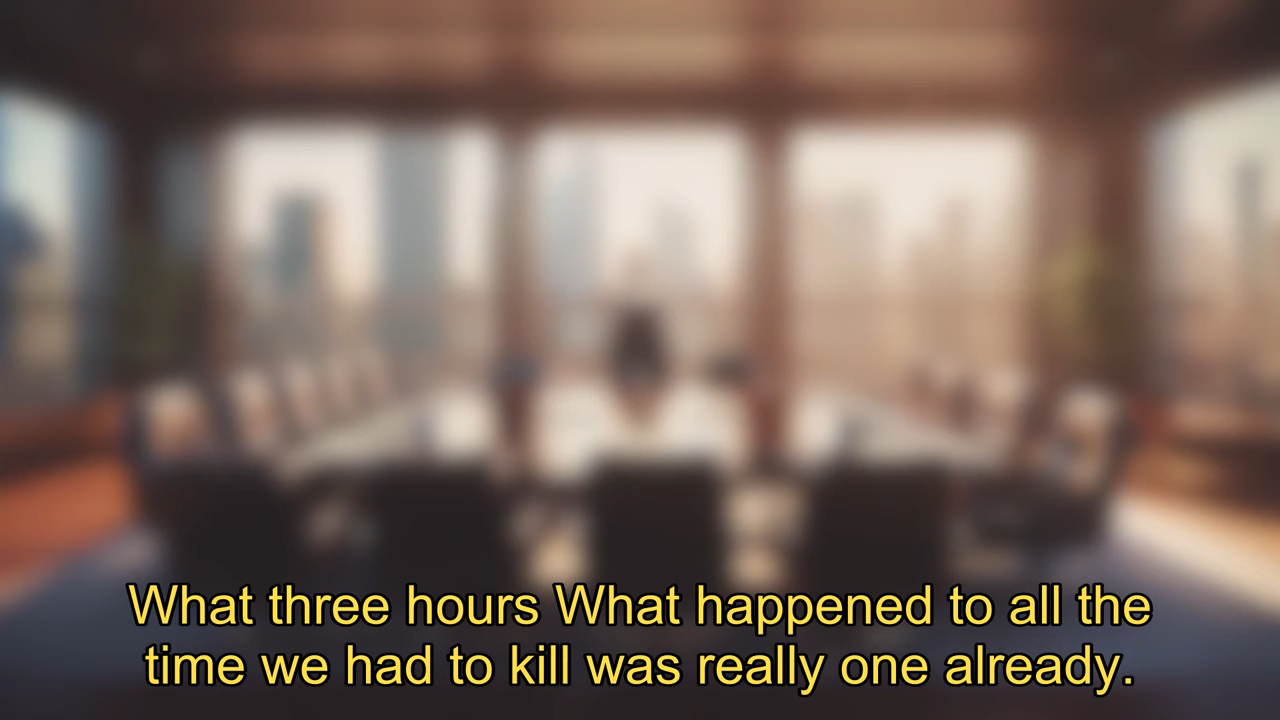 What three hours What happened to all the
time we had to kill was really one already.